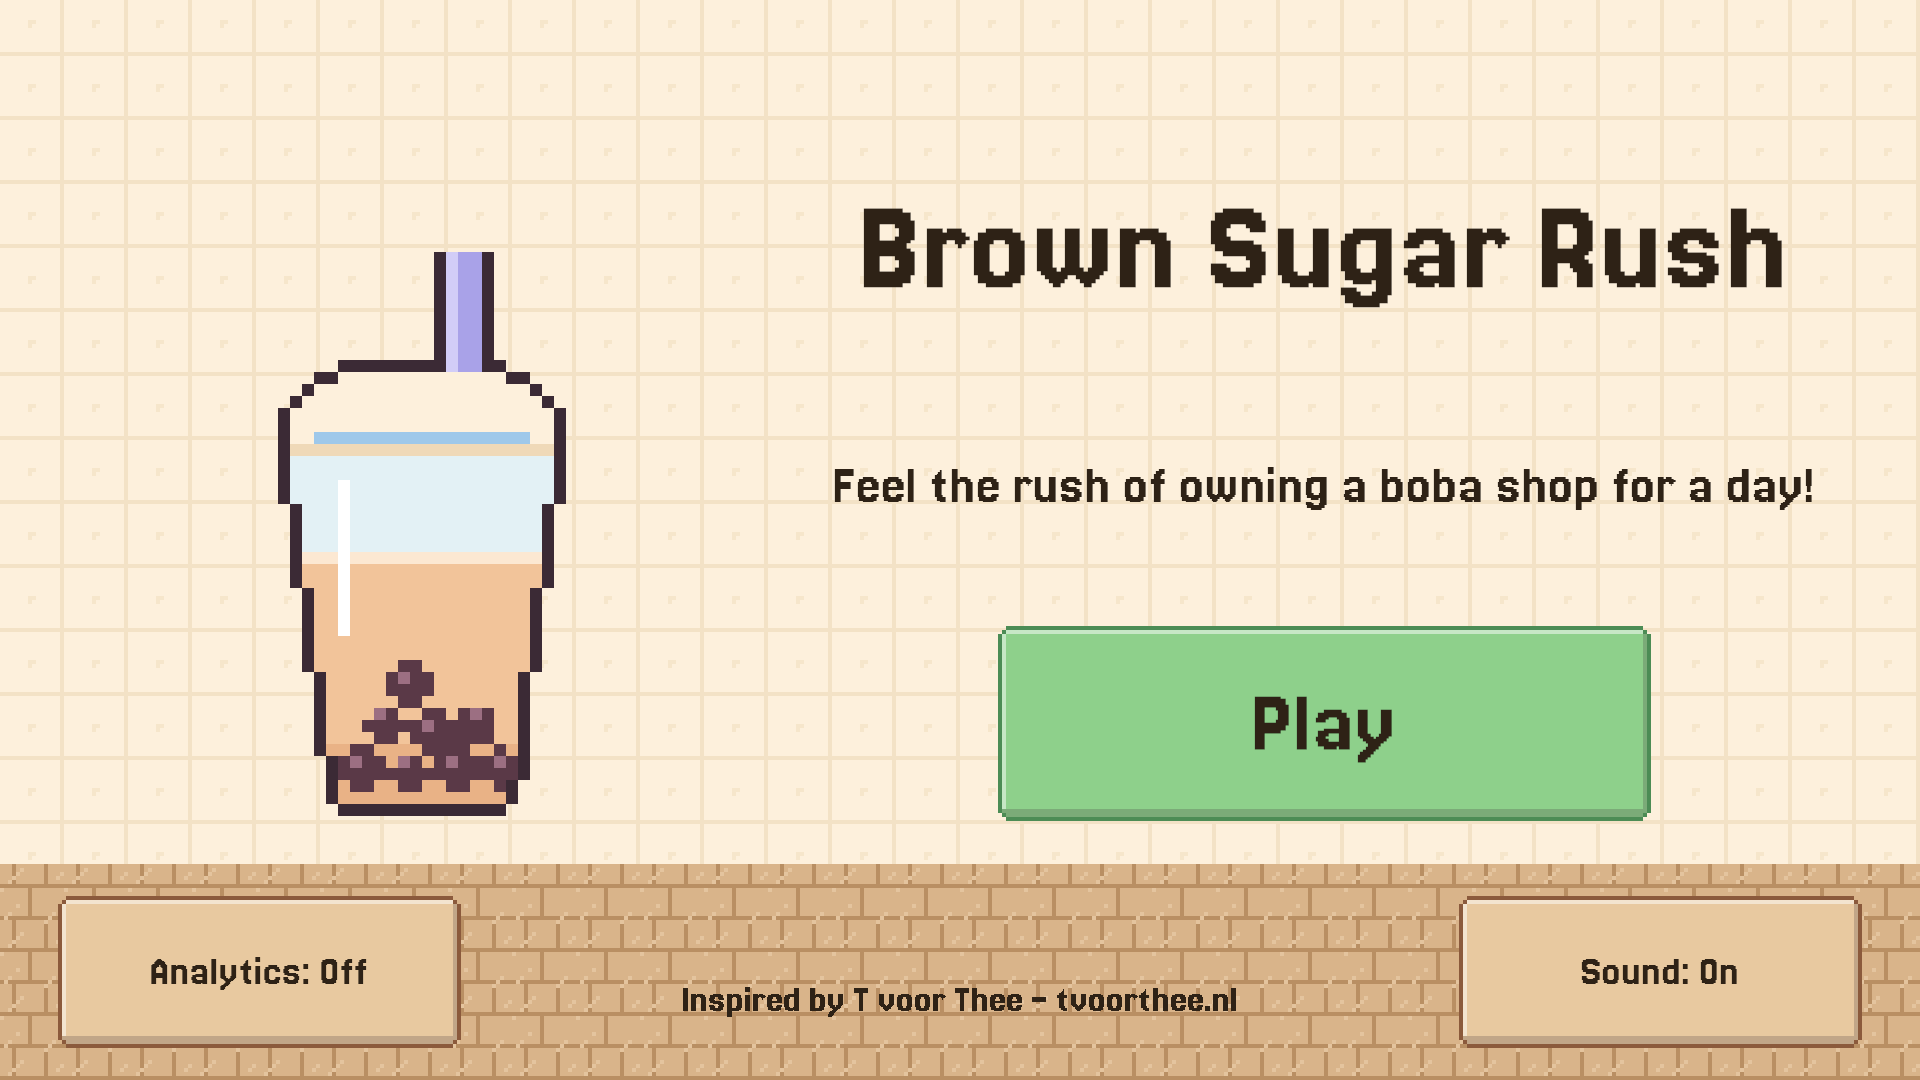 Brown Sugar Rush
Feel the rush of owning a boba shop for a day!
Play
Analytics: Off
Inspired by T voor Thee - tvoorthee.nl
Sound: On